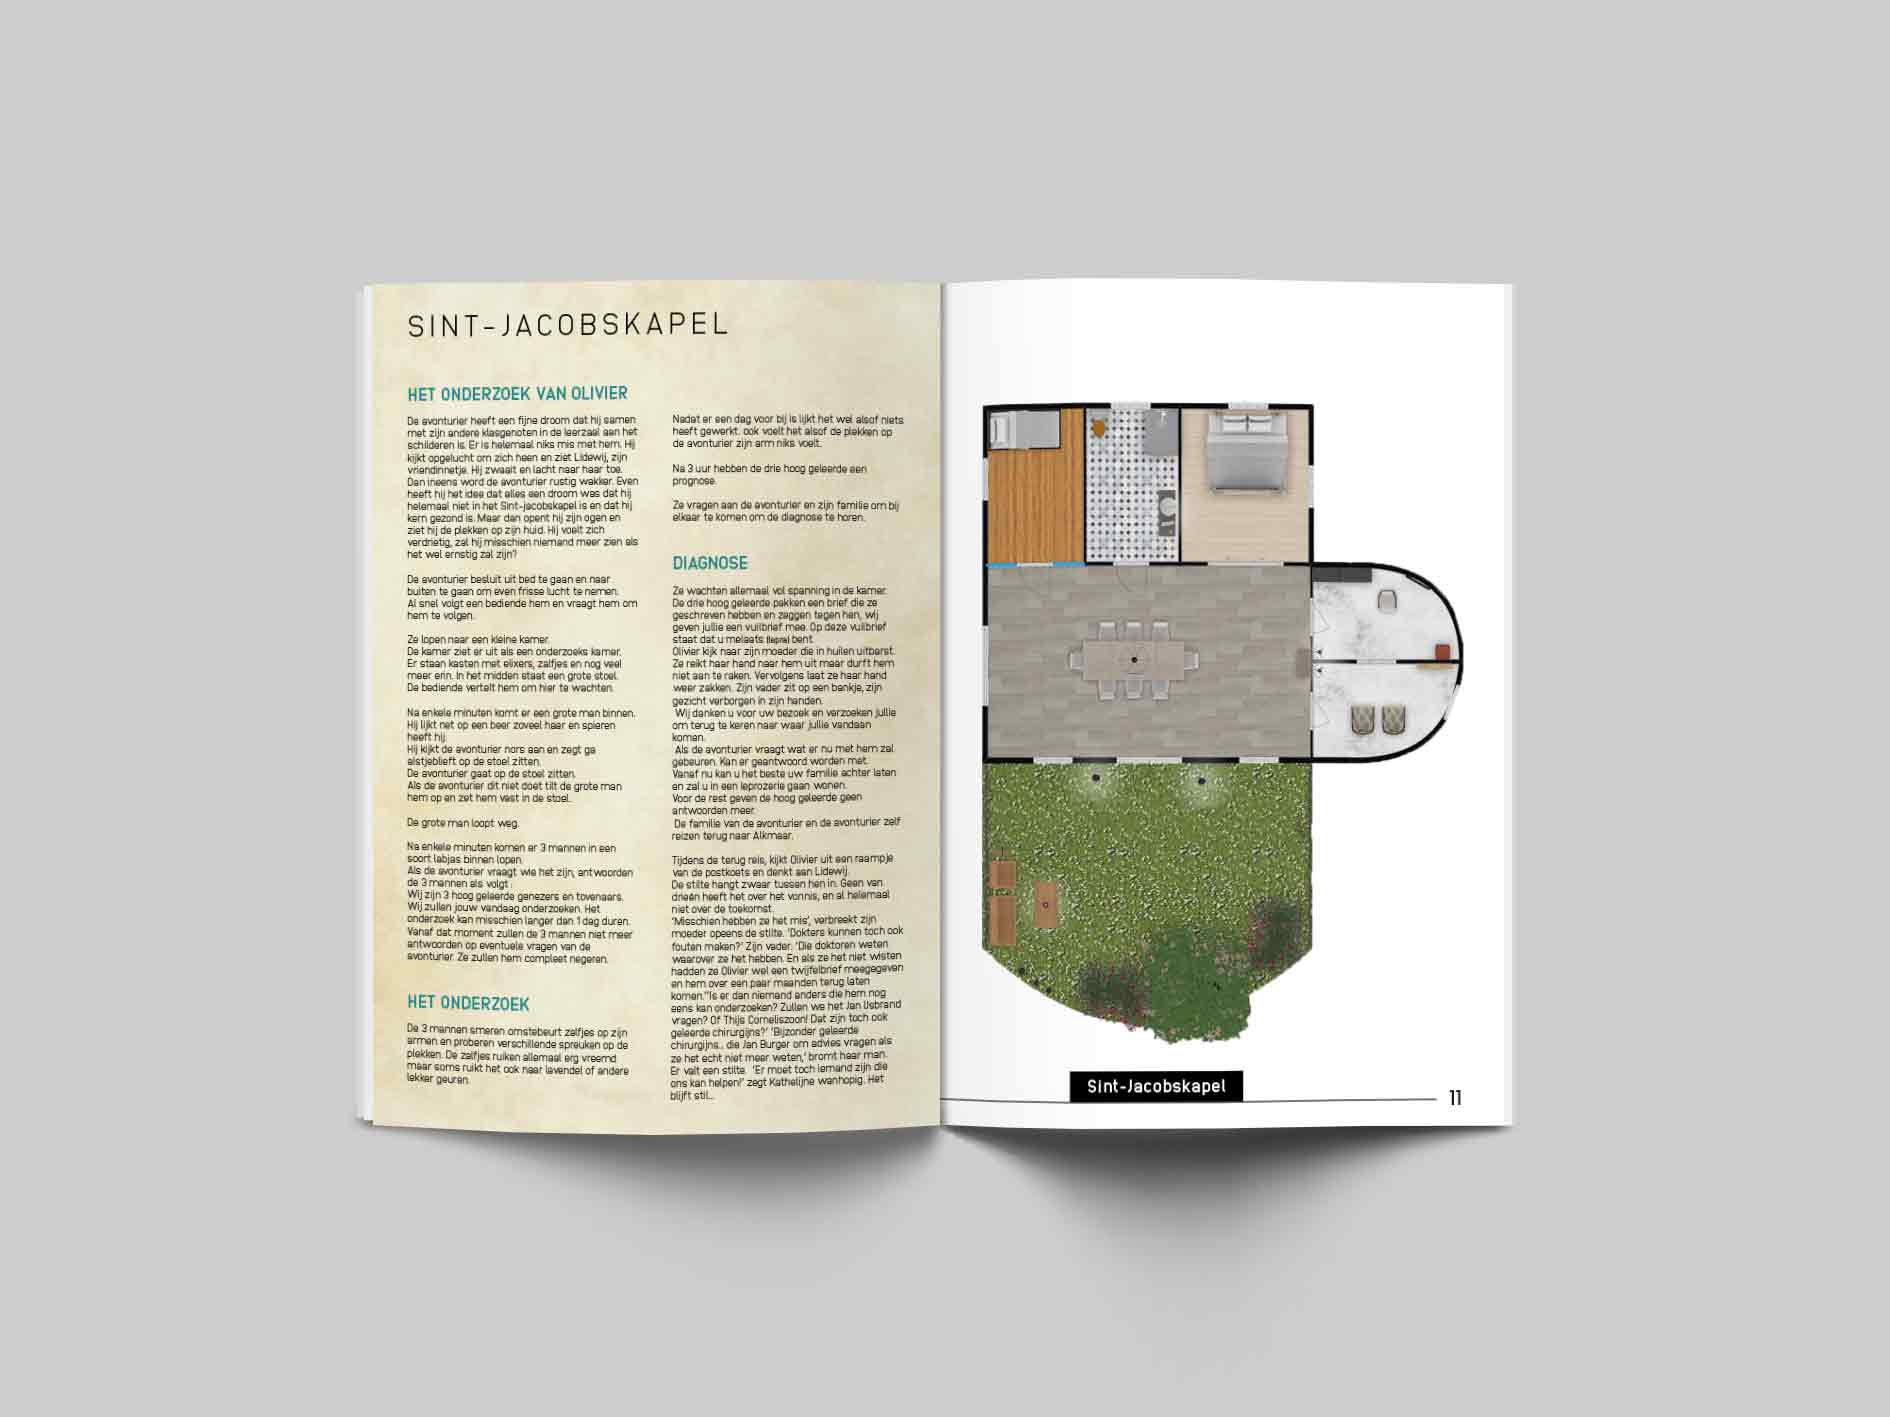 SINT-JACOBSKAPEL
HET ONDERZOEK VAN OLIVIER
De avonturier heeft een fijne droom dat hij samen
met zijn andere klasgenoten in de leerzaal aan het
schilderen is. Er is helemaal niks mis met hem. Hij
kijkt opgelucht om zich heen en ziet Lidewij, zijn
vriendinnetje. Hij zwaait en lacht naar haar toe.
Dan ineens word de avonturier rustig wakker. Even
heeft hij het idee dat alles een droom was dat hij
helemaal niet in het Sint-jacobskapel is en dat hij
kern gezond is. Maar dan opent hij zijn ogen en
ziet hij de plekken op zijn huid. Hij voelt zich
verdrietig, zal hij misschien niemand meer zien als
het wel ernstig zal zijn?
De avonturier besluit uit bed te gaan en naar
buiten te gaan om even frisse lucht te nemen.
Al snel volgt een bediende hem en vraagt hem om
hem te volgen.
Ze lopen naar een kleine kamer.
De kamer ziet er uit als een onderzoeks kamer.
Er staan kasten met elixers, zalfjes en nog veel
meer erin. In het midden staat een grote stoel.
De bediende vertelt hem om hier te wachten.
Na enkele minuten komt er een grote man binnen.
Hij lijkt net op een beer zoveel haar en spieren
heeft hij.
Hij kijkt de avonturier nors aan en zegt ga
alstjeblieft op de stoel zitten.
De avonturier gaat op de stoel zitten.
Als de avonturier dit niet doet tilt de grote man
hem op en zet hem vast in de stoel.
De grote man loopt weg.
Na enkele minuten komen er 3 mannen in een
soort labjas binnen lopen.
Als de avonturier vraagt wie het zijn, antwoorden
de 3 mannen als volgt :
Wij zijn 3 hoog geleerde genezers en tovenaars.
Wij zullen jouw vandaag onderzoeken. Het
onderzoek kan misschien langer dan 1 dag duren.
Vanaf dat moment zullen de 3 mannen niet meer
antwoorden op eventuele vragen van de
avonturier. Ze zullen hem compleet negeren.
HET ONDERZOEK
De 3 mannen smeren omstebeurt zalfjes op zijn
armen en proberen verschillende spreuken op de
plekken. De zalfjes ruiken allemaal erg vreemd
maar soms ruikt het ook naar lavendel of andere
lekker geuren.
Nadat er een dag voor bij is lijkt het wel alsof niets
heeft gewerkt. ook voelt het alsof de plekken op
de avonturier zijn arm niks voelt.
Na 3 uur hebben de drie hoog geleerde een
prognose.
Ze vragen aan de avonturier en zijn familie om bij
elkaar te komen om de diagnose te horen.
DIAGNOSE
Ze wachten allemaal vol spanning in de kamer.
De drie hoog geleerde pakken een brief die ze
geschreven hebben en zeggen tegen hen, wij
geven jullie een vuilbrief mee. Op deze vuilbrief
staat dat u melaats (lepra) bent.
Olivier kijk naar zijn moeder die in huilen uitbarst.
Ze reikt haar hand naar hem uit maar durft hem
niet aan te raken. Vervolgens laat ze haar hand
weer zakken. Zijn vader zit op een bankje, zijn
gezicht verborgen in zijn handen.
Wij danken u voor uw bezoek en verzoeken jullie
om terug te keren naar waar jullie vandaan
komen.
Als de avonturier vraagt wat er nu met hem zal
gebeuren. Kan er geantwoord worden met.
Vanaf nu kan u het beste uw familie achter laten
en zal u in een leprozerie gaan wonen.
Voor de rest geven de hoog geleerde geen
antwoorden meer.
De familie van de avonturier en de avonturier zelf
reizen terug naar Alkmaar.
Tijdens de terug reis, kijkt Olivier uit een raampje
van de postkoets en denkt aan Lidewij.
De stilte hangt zwaar tussen hen in. Geen van
drieën heeft het over het vonnis, en al helemaal
niet over de toekomst.
'Misschien hebben ze het mis', verbreekt zijn
moeder opeens de stilte. 'Dokters kunnen toch ook
fouten maken?' Zijn vader: 'Die doktoren weten
waarover ze het hebben. En als ze het niet wisten
hadden ze Olivier wel een twijfelbrief meegegeven
en hem over een paar maanden terug laten
komen.''Is er dan niemand anders die hem nog
eens kan onderzoeken? Zullen we het Jan IJsbrand
vragen? Of Thijs Corneliszoon! Dat zijn toch ook
geleerde chirurgijns?' 'Bijzonder geleerde
chirurgijns... die Jan Burger om advies vragen als
ze het echt niet meer weten,' bromt haar man.
Er valt een stilte. 'Er moet toch iemand zijn die
ons kan helpen!' zegt Kathelijne wanhopig. Het
blijft stil...
Sint-Jacobskapel
11